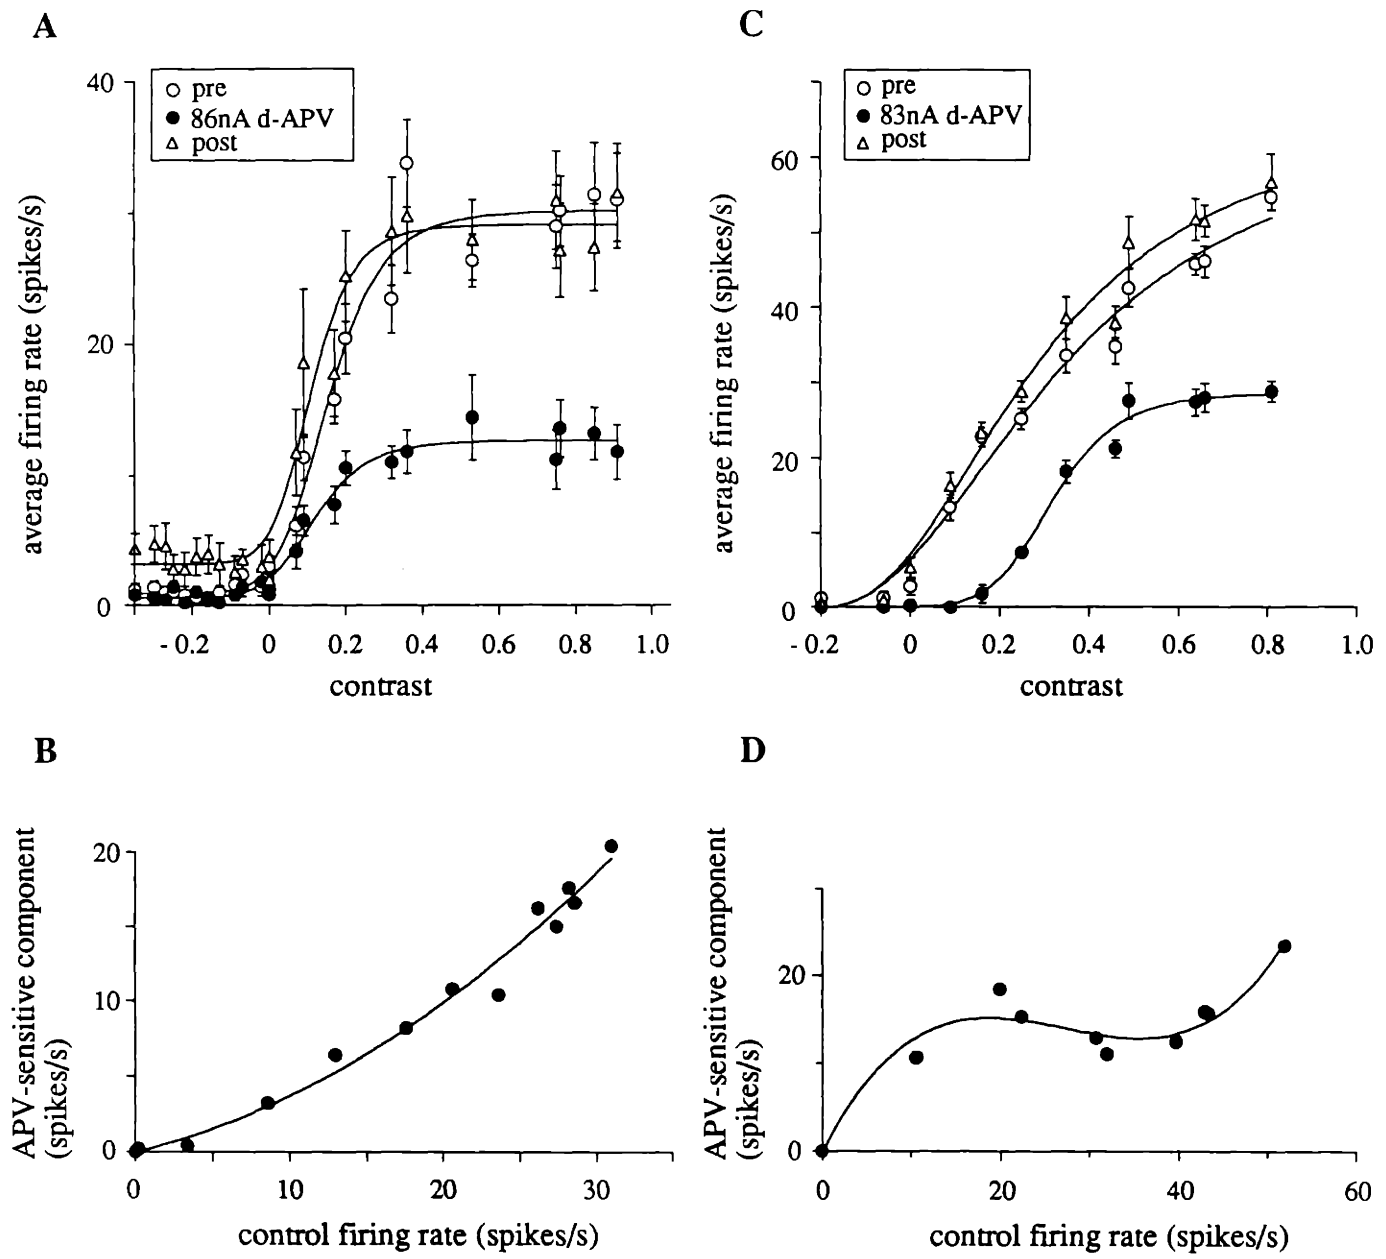 A
pre
86nA d-APV
post
average firing rate (spikes/s)
40
20
0
- 0.2 0 0.2 0.4 0.6 0.8 1.0
contrast
C
pre
83nA d-APV
post
average firing rate (spikes/s)
60
40
20
0
- 0.2 0 0.2 0.4 0.6 0.8 1.0
contrast
B
APV-sensitive component
(spikes/s)
20
10
0
0 10 20 30
control firing rate (spikes/s)
D
APV-sensitive component
(spikes/s)
20
0
0 20 40 60
control firing rate (spikes/s)